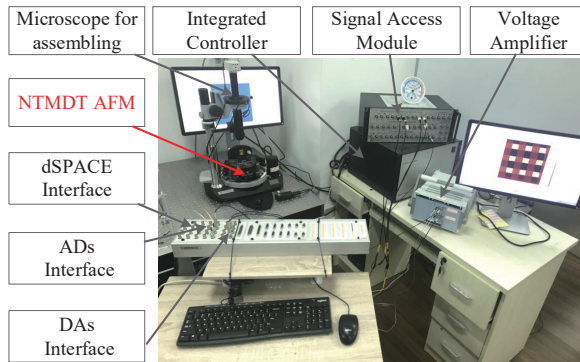 Microscope for
assembling
Integrated
Controller
Signal Access
Module
Voltage
Amplifier
NTMDT AFM
dSPACE
Interface
ADs
Interface
DAs
Interface